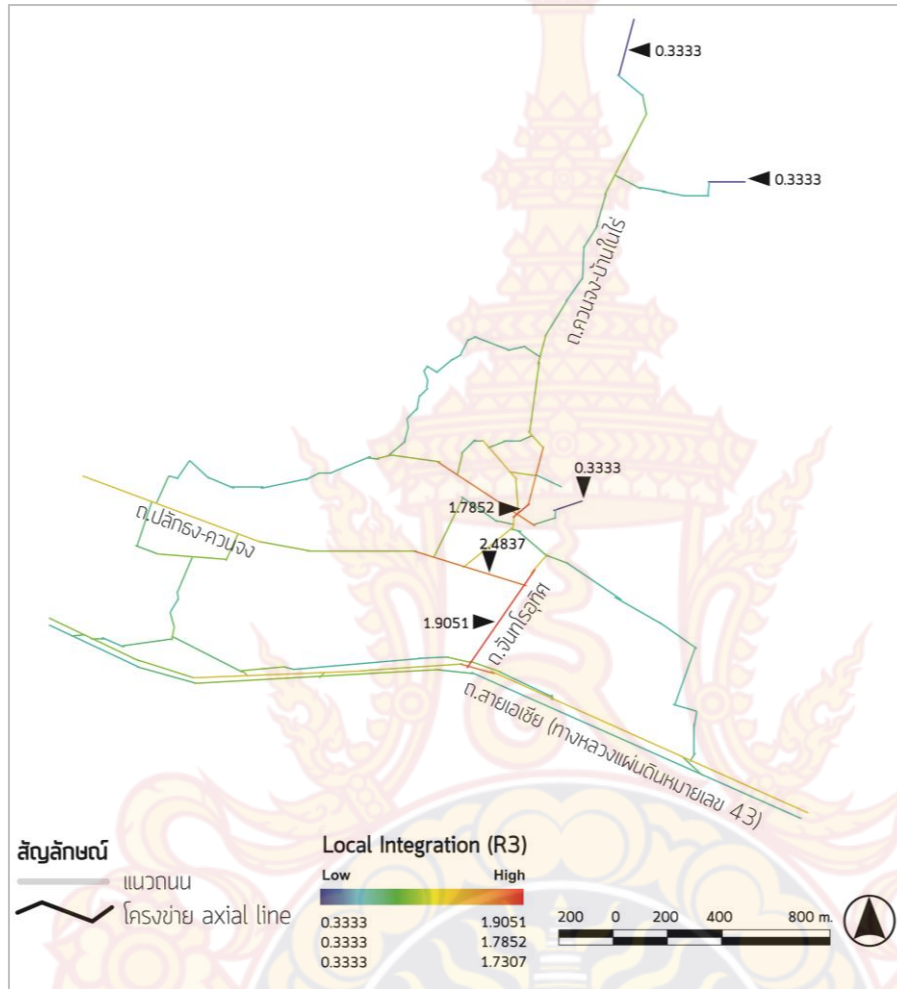 0.3333
0.3333
ถ.ควนจง-บ้านในไร่
0.3333
1.7852
ถ.ปลักธง-ควนจง
2.4837
1.9051
ถ.จันทโรอุทิศ
ถ.สายเอเชีย (ทางหลวงแผ่นดินหมายเลข 43)
สัญลักษณ์
แนวถนน
โครงข่าย axial line
Local Integration (R3)
Low High
0.3333 1.9051
0.3333 1.7852
0.3333 1.7307
200 0 200 400 800 m.